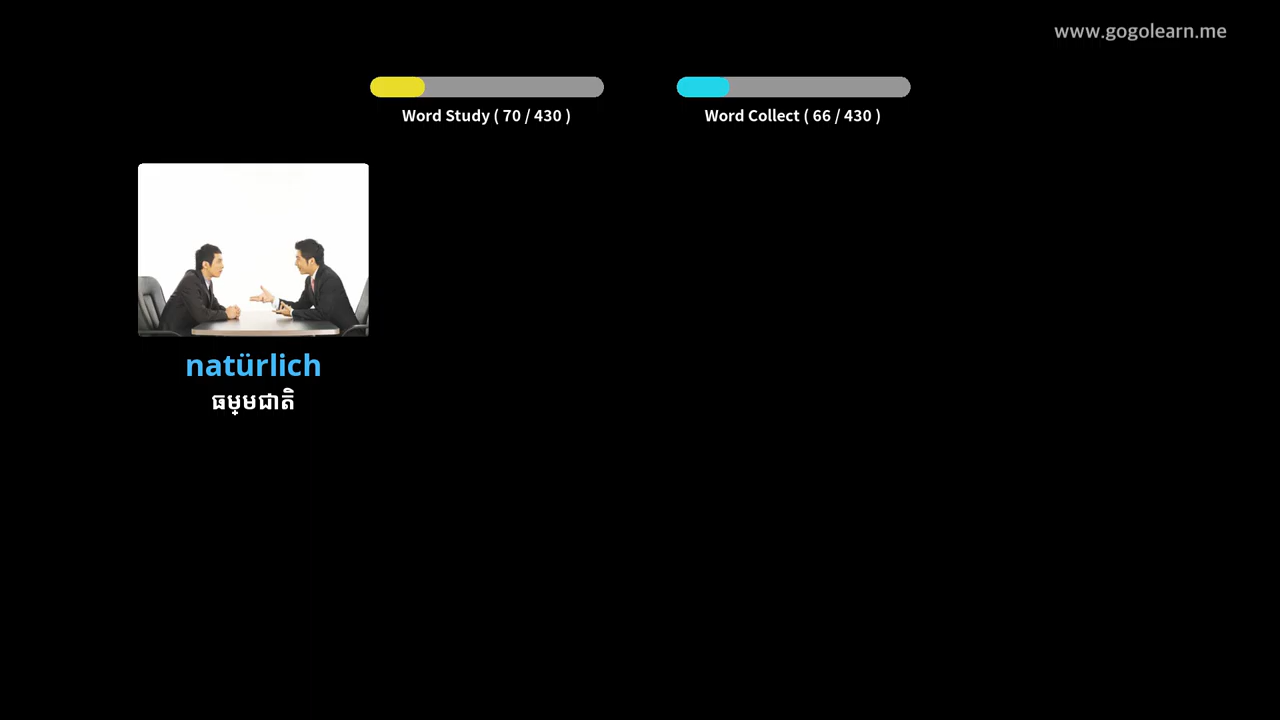 www.gogolearn.me
Word Study ( 70 / 430 )
Word Collect ( 66 / 430 )
natürlich
ធម្មជាតិ